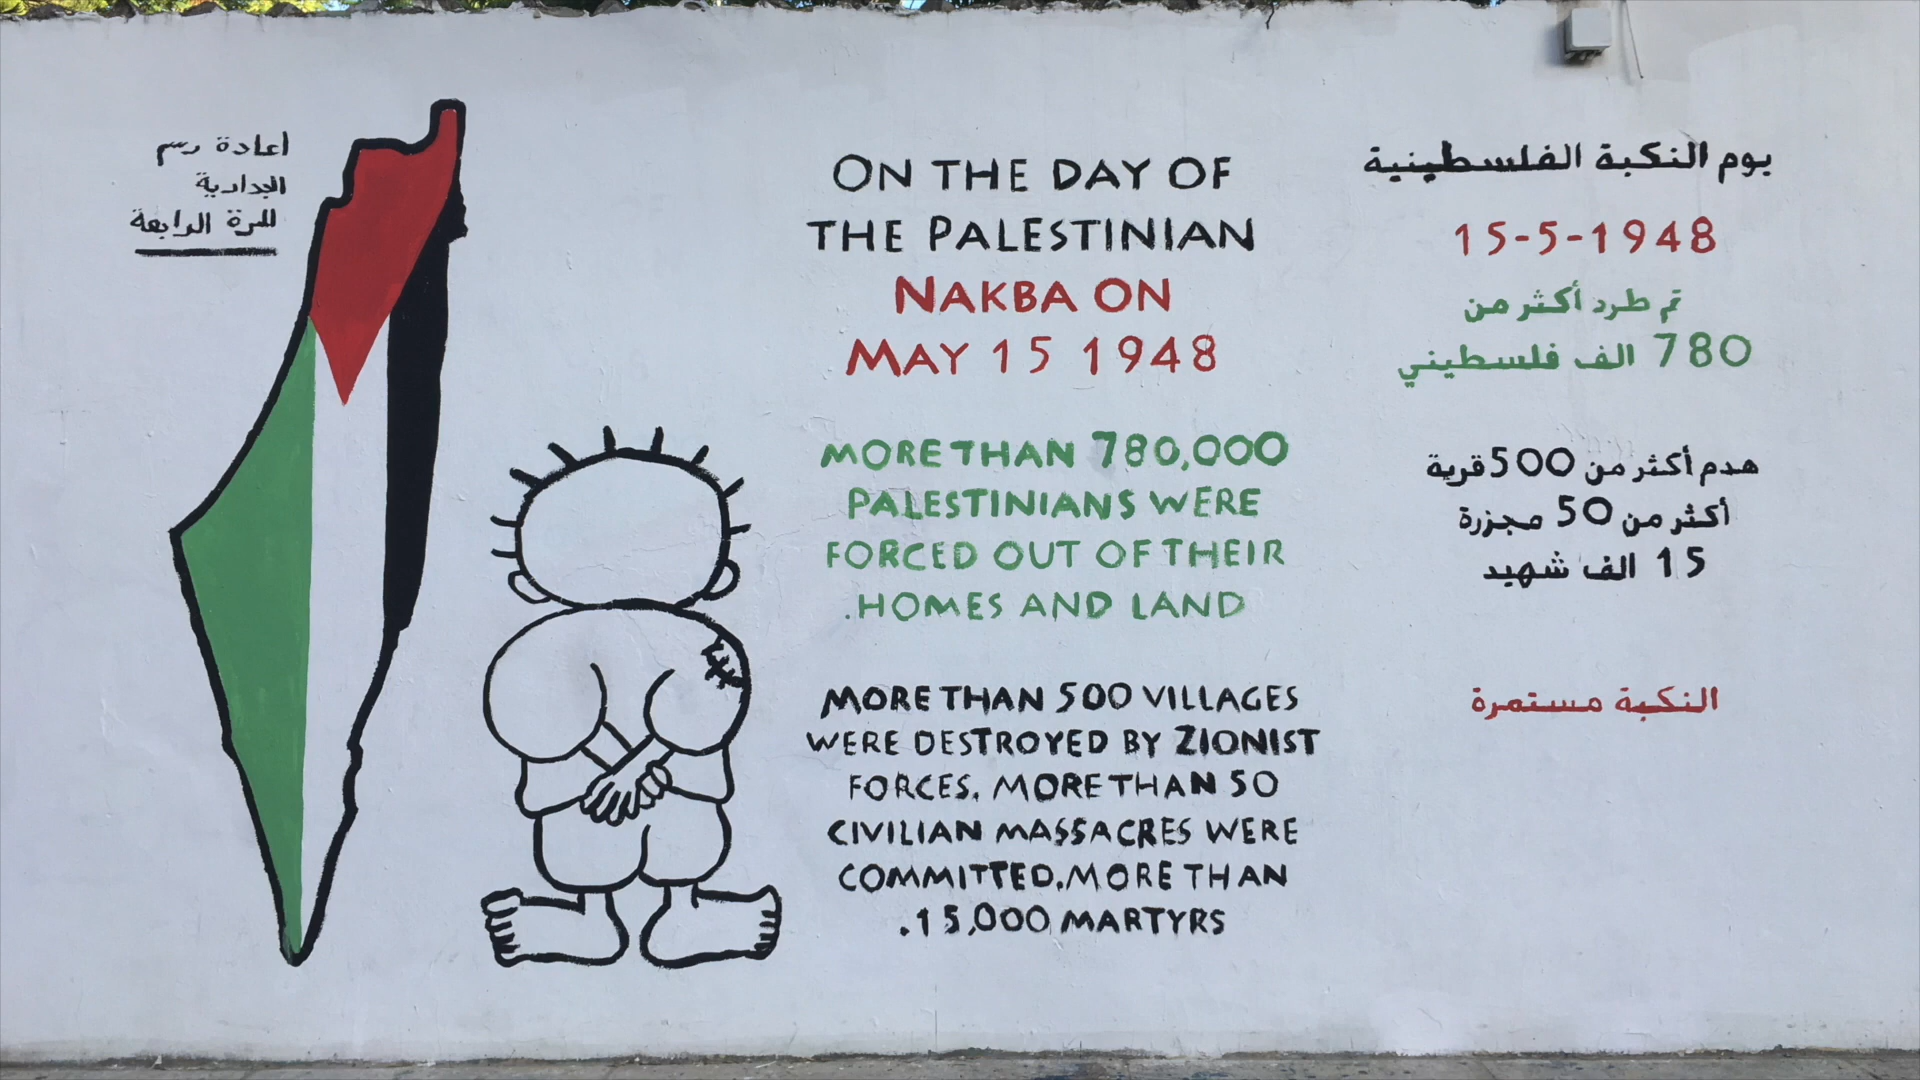 اعادة رسم
الجدارية
للمرة الرابعة
ON THE DAY OF
THE PALESTINIAN
NAKBA ON
MAY 15 1948
MORE THAN 780,000
PALESTINIANS WERE
FORCED OUT OF THEIR
.HOMES AND LAND
MORE THAN 500 VILLAGES
WERE DESTROYED BY ZIONIST
FORCES. MORE THAN 50
CIVILIAN MASSACRES WERE
COMMITTED.MORE THAN
.15,000 MARTYRS
يوم النكبة الفلسطينية
15-5-1948
تم طرد أكثر من
780 الف فلسطيني
هدم أكثر من 500 قرية
أكثر من 50 مجزرة
15 الف شهيد
النكبة مستمرة